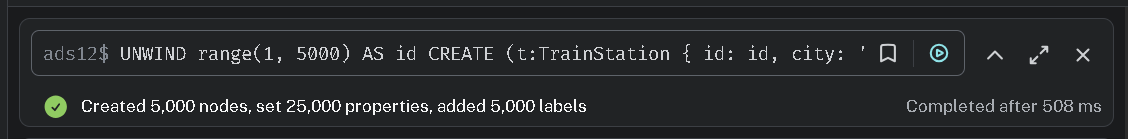 ads12$ UNWIND range(1, 5000) AS id CREATE (t:TrainStation { id: id, city: '
Created 5,000 nodes, set 25,000 properties, added 5,000 labels
Completed after 508 ms